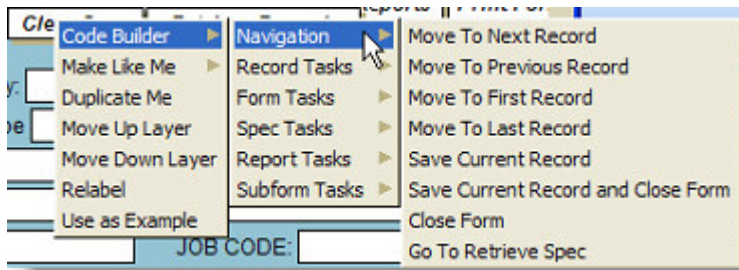 Cle
Code Builder
Make Like Me
Duplicate Me
Move Up Layer
Move Down Layer
Relabel
Use as Example
Navigation
Record Tasks
Form Tasks
Spec Tasks
Report Tasks
Subform Tasks
Move To Next Record
Move To Previous Record
Move To First Record
Move To Last Record
Save Current Record
Save Current Record and Close Form
Close Form
Go To Retrieve Spec
JOB CODE: